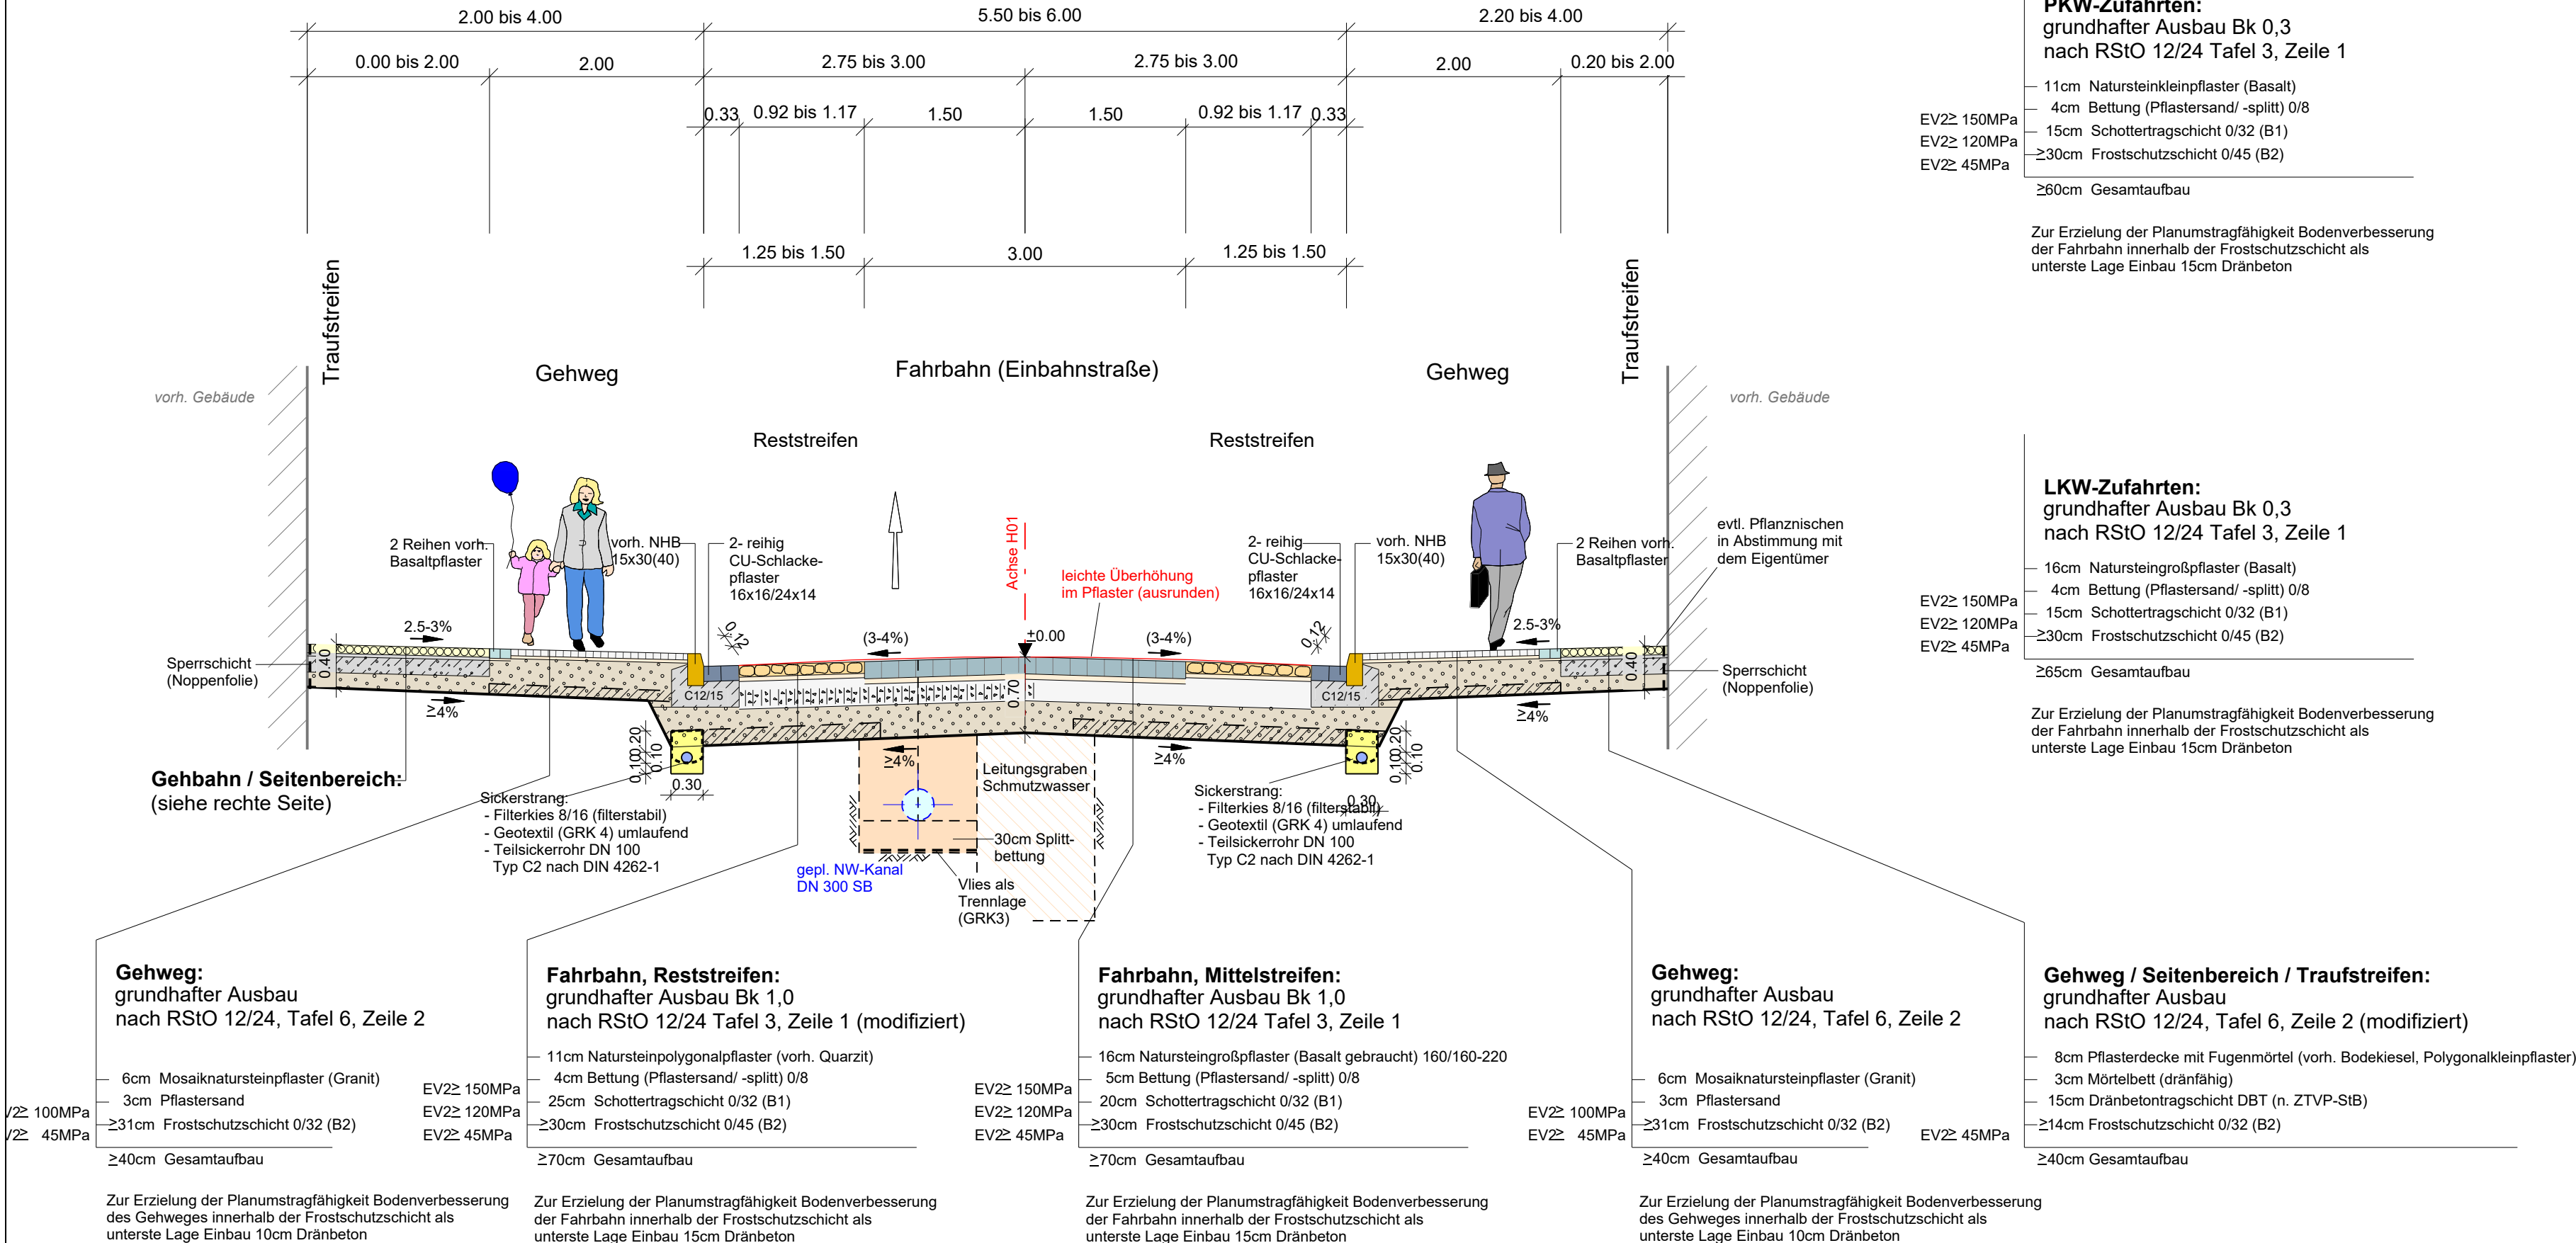 2.00 bis 4.00
5.50 bis 6.00
2.20 bis 4.00
0.00 bis 2.00
2.00
2.75 bis 3.00
2.75 bis 3.00
2.00
0.20 bis 2.00
0.33
0.92 bis 1.17
1.50
1.50
0.92 bis 1.17
0.33
1.25 bis 1.50
3.00
1.25 bis 1.50
PKW-Zufahrten:
grundhafter Ausbau Bk 0,3
nach RStO 12/24 Tafel 3, Zeile 1
11cm Natursteinkleinpflaster (Basalt)
4cm Bettung (Pflastersand/ -splitt) 0/8
EV2≥ 150MPa
15cm Schottertragschicht 0/32 (B1)
EV2≥ 120MPa
≥30cm Frostschutzschicht 0/45 (B2)
EV2≥ 45MPa
≥60cm Gesamtaufbau
Zur Erzielung der Planumstragfähigkeit Bodenverbesserung
der Fahrbahn innerhalb der Frostschutzschicht als
unterste Lage Einbau 15cm Dränbeton
Traufstreifen
Gehweg
Fahrbahn (Einbahnstraße)
Gehweg
Traufstreifen
vorh. Gebäude
vorh. Gebäude
Reststreifen
Reststreifen
LKW-Zufahrten:
grundhafter Ausbau Bk 0,3
nach RStO 12/24 Tafel 3, Zeile 1
16cm Natursteingroßpflaster (Basalt)
4cm Bettung (Pflastersand/ -splitt) 0/8
EV2≥ 150MPa
15cm Schottertragschicht 0/32 (B1)
EV2≥ 120MPa
≥30cm Frostschutzschicht 0/45 (B2)
EV2≥ 45MPa
≥65cm Gesamtaufbau
Zur Erzielung der Planumstragfähigkeit Bodenverbesserung
der Fahrbahn innerhalb der Frostschutzschicht als
unterste Lage Einbau 15cm Dränbeton
2 Reihen vorh.
Basaltpflaster
vorh. NHB
15x30(40)
2- reihig
CU-Schlacke-
pflaster
16x16/24x14
Achse H01
leichte Überhöhung
im Pflaster (ausrunden)
2- reihig
CU-Schlacke-
pflaster
16x16/24x14
vorh. NHB
15x30(40)
2 Reihen vorh.
Basaltpflaster
evtl. Pflanznischen
in Abstimmung mit
dem Eigentümer
2.5-3%
0.12
(3-4%)
±0.00
(3-4%)
0.12
2.5-3%
Sperrschicht
(Noppenfolie)
0.40
C12/15
0.70
C12/15
0.40
Sperrschicht
(Noppenfolie)
≥4%
≥4%
≥4%
≥4%
0.20
0.10
0.10
0.30
0.20
0.10
0.10
0.30
Gehbahn / Seitenbereich:
(siehe rechte Seite)
Sickerstrang:
- Filterkies 8/16 (filterstabil)
- Geotextil (GRK 4) umlaufend
- Teilsickerrohr DN 100
Typ C2 nach DIN 4262-1
Leitungsgraben
Schmutzwasser
30cm Splitt-
bettung
gepl. NW-Kanal
DN 300 SB
Vlies als
Trennlage
(GRK3)
Sickerstrang:
- Filterkies 8/16 (filterstabil)
- Geotextil (GRK 4) umlaufend
- Teilsickerrohr DN 100
Typ C2 nach DIN 4262-1
Gehweg:
grundhafter Ausbau
nach RStO 12/24, Tafel 6, Zeile 2
6cm Mosaiknatursteinpflaster (Granit)
3cm Pflastersand
V2≥ 100MPa
≥31cm Frostschutzschicht 0/32 (B2)
V2≥ 45MPa
≥40cm Gesamtaufbau
Zur Erzielung der Planumstragfähigkeit Bodenverbesserung
des Gehweges innerhalb der Frostschutzschicht als
unterste Lage Einbau 10cm Dränbeton
Fahrbahn, Reststreifen:
grundhafter Ausbau Bk 1,0
nach RStO 12/24 Tafel 3, Zeile 1 (modifiziert)
11cm Natursteinpolygonalpflaster (vorh. Quarzit)
4cm Bettung (Pflastersand/ -splitt) 0/8
EV2≥ 150MPa
25cm Schottertragschicht 0/32 (B1)
EV2≥ 120MPa
≥30cm Frostschutzschicht 0/45 (B2)
EV2≥ 45MPa
≥70cm Gesamtaufbau
Zur Erzielung der Planumstragfähigkeit Bodenverbesserung
der Fahrbahn innerhalb der Frostschutzschicht als
unterste Lage Einbau 15cm Dränbeton
Fahrbahn, Mittelstreifen:
grundhafter Ausbau Bk 1,0
nach RStO 12/24 Tafel 3, Zeile 1
16cm Natursteingroßpflaster (Basalt gebraucht) 160/160-220
5cm Bettung (Pflastersand/ -splitt) 0/8
EV2≥ 150MPa
20cm Schottertragschicht 0/32 (B1)
EV2≥ 120MPa
≥30cm Frostschutzschicht 0/45 (B2)
EV2≥ 45MPa
≥70cm Gesamtaufbau
Zur Erzielung der Planumstragfähigkeit Bodenverbesserung
der Fahrbahn innerhalb der Frostschutzschicht als
unterste Lage Einbau 15cm Dränbeton
Gehweg:
grundhafter Ausbau
nach RStO 12/24, Tafel 6, Zeile 2
6cm Mosaiknatursteinpflaster (Granit)
3cm Pflastersand
EV2≥ 100MPa
≥31cm Frostschutzschicht 0/32 (B2)
EV2≥ 45MPa
≥40cm Gesamtaufbau
Zur Erzielung der Planumstragfähigkeit Bodenverbesserung
des Gehweges innerhalb der Frostschutzschicht als
unterste Lage Einbau 10cm Dränbeton
Gehweg / Seitenbereich / Traufstreifen:
grundhafter Ausbau
nach RStO 12/24, Tafel 6, Zeile 2 (modifiziert)
8cm Pflasterdecke mit Fugenmörtel (vorh. Bodekiesel, Polygonalkleinpflaster)
3cm Mörtelbett (dränfähig)
15cm Dränbetontragschicht DBT (n. ZTVP-StB)
≥14cm Frostschutzschicht 0/32 (B2)
EV2≥ 45MPa
≥40cm Gesamtaufbau